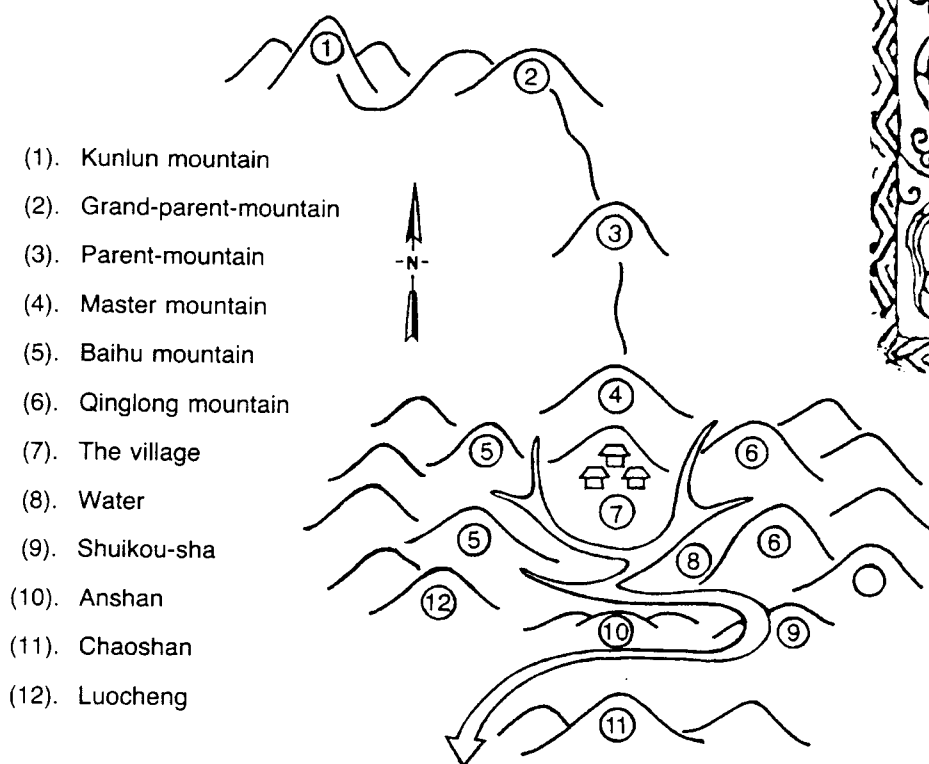 ①
②
(1). Kunlun mountain
(2). Grand-parent-mountain
(3). Parent-mountain
③
-N-
(4). Master mountain
(5). Baihu mountain
④
(6). Qinglong mountain
(7). The village
⑤
⑥
(8). Water
⑦
(9). Shuikou-sha
⑤
⑧
⑥
(10). Anshan
⑫
⑩
⑨
(11). Chaoshan
(12). Luocheng
⑪